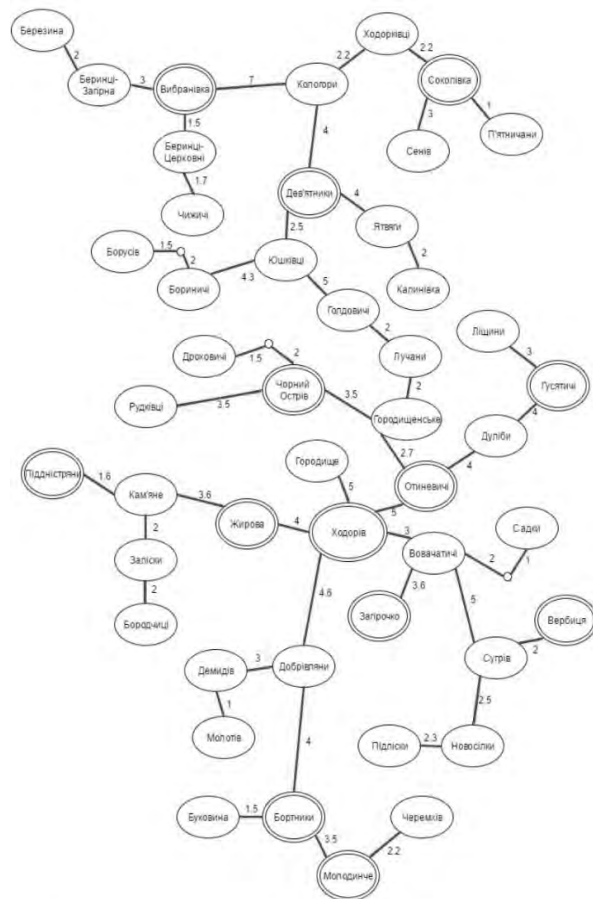 Березина
Ходорівці
2.2
2.2
2
Беринці-
Загірна
3
Вибранівка
7
Кологори
Соколівка
1.5
4
3
1
Беринці-
Церковні
Сенів
П'ятничани
1.7
Дев'ятники
4
Чижичі
2.5
Ятвяги
Борусів
1.5
2
Юшківці
2
Бориничі
4.3
5
Калинівка
Голдовичі
Ліщини
2
3
Дроховичі
1.5
2
Лучани
Чорний
Острів
Гусятичі
2
Рудківці
3.5
3.5
Городищенське
4
Дуліби
2.7
4
Піддністряни
Городище
Отиневичі
1.6
Кам'яне
3.6
5
5
Жирова
4
Ходорів
3
Садки
2
Вовачатичі
2
1
Заліски
3.6
4.6
Загірочко
5
Вербиця
2
Бородчиці
2
Сугрів
Демидів
3
Добрівляни
1
2.5
Молотів
4
Підліски
2.3
Новосілки
Буковина
1.5
Бортники
Черемхів
3.5
2.2
Молодинче